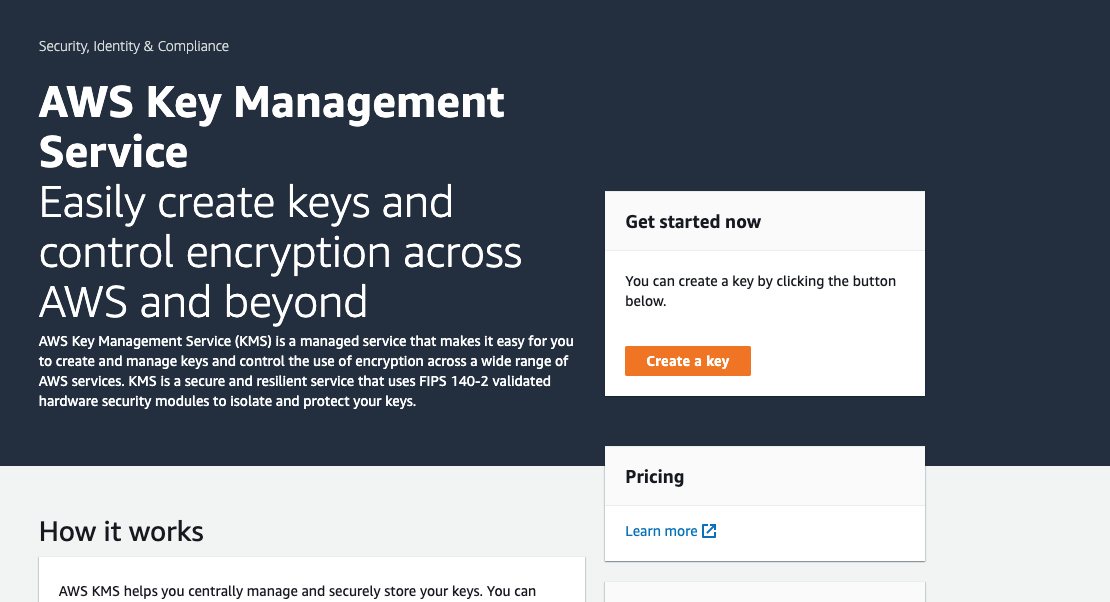 Security, Identity & Compliance
AWS Key Management
Service
Easily create keys and
control encryption across
AWS and beyond
AWS Key Management Service (KMS) is a managed service that makes it easy for you
to create and manage keys and control the use of encryption across a wide range of
AWS services. KMS is a secure and resilient service that uses FIPS 140-2 validated
hardware security modules to isolate and protect your keys.
Get started now
You can create a key by clicking the button
below.
Create a key
Pricing
Learn more
How it works
AWS KMS helps you centrally manage and securely store your keys. You can